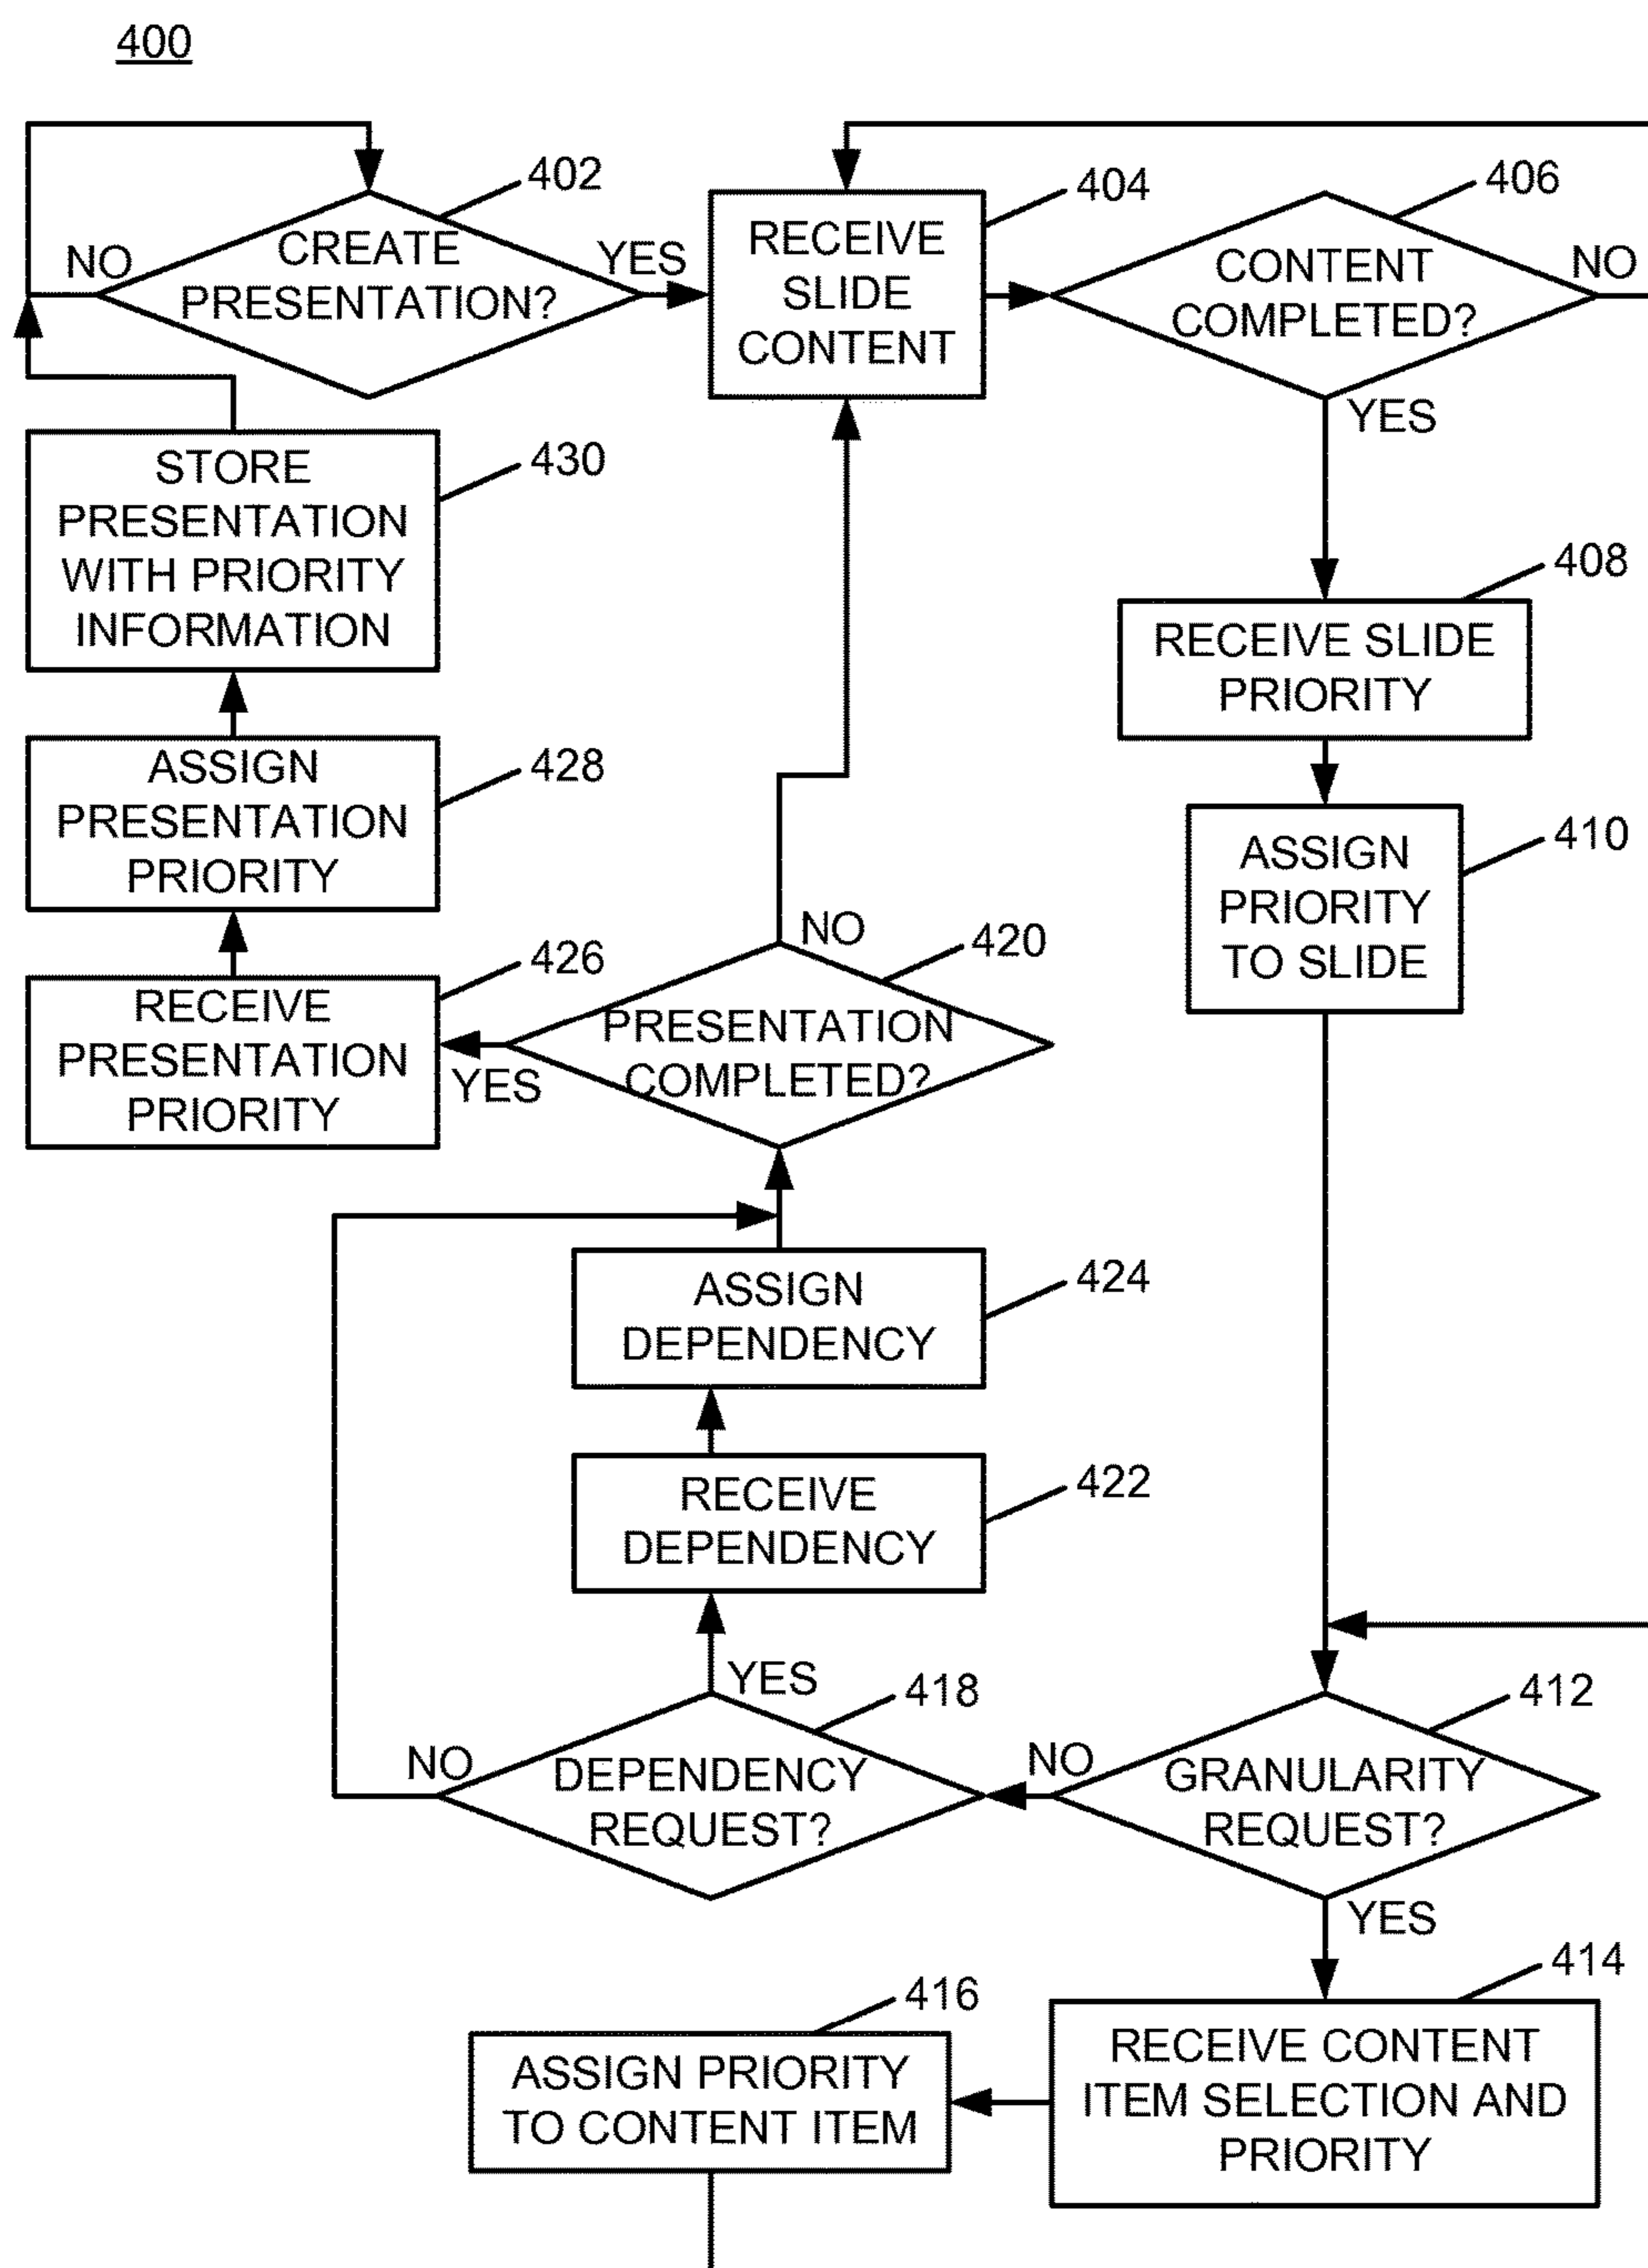 400
402
CREATE
PRESENTATION?
NO
YES
404
RECEIVE
SLIDE
CONTENT
406
CONTENT
COMPLETED?
NO
YES
408
RECEIVE SLIDE
PRIORITY
410
ASSIGN
PRIORITY
TO SLIDE
412
GRANULARITY
REQUEST?
NO
YES
414
RECEIVE CONTENT
ITEM SELECTION AND
PRIORITY
416
ASSIGN PRIORITY
TO CONTENT ITEM
418
DEPENDENCY
REQUEST?
NO
YES
422
RECEIVE
DEPENDENCY
424
ASSIGN
DEPENDENCY
420
PRESENTATION
COMPLETED?
NO
YES
426
RECEIVE
PRESENTATION
PRIORITY
428
ASSIGN
PRESENTATION
PRIORITY
430
STORE
PRESENTATION
WITH PRIORITY
INFORMATION